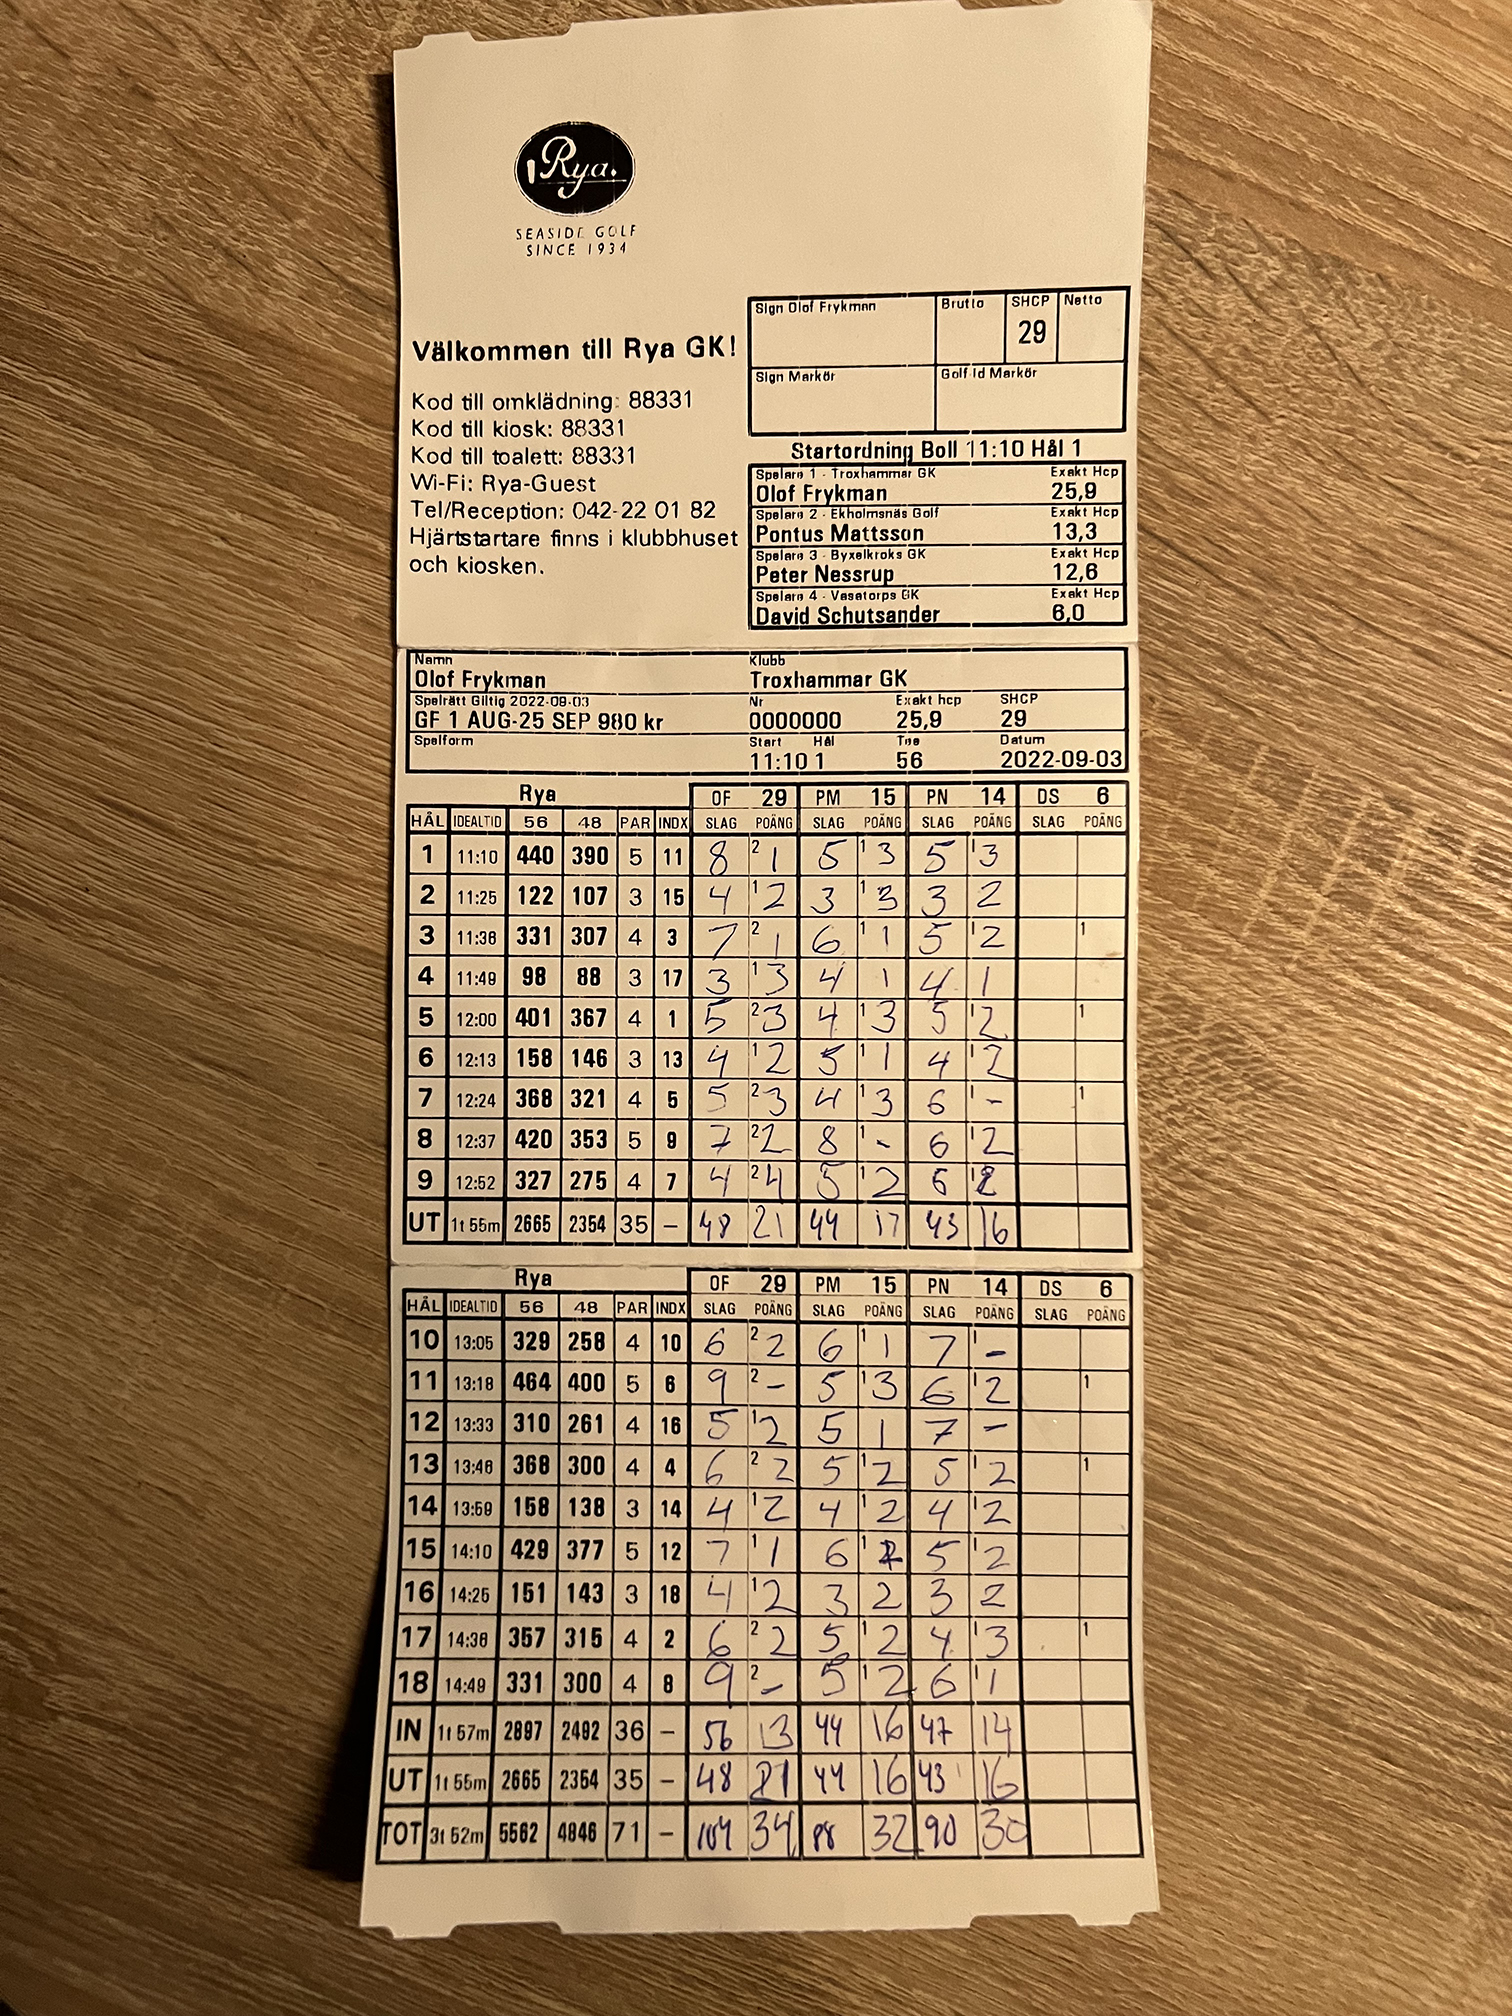 Rya.
SEASIDE GOLF
SINCE 1934
Välkommen till Rya GK!
Kod till omklädning: 88331
Kod till kiosk: 88331
Kod till toalett: 88331
Wi-Fi: Rya-Guest
Tel/Reception: 042-22 01 82
Hjärtstartare finns i klubbhuset
och kiosken.
Sign Olof Frykman Brutto SHCP Netto
29
Sign Markör Golf-Id Markör
Startordning Boll 11:10 Hål 1
Spelare 1 - Troxhammar GK Exakt Hcp
Olof Frykman 25,9
Spelare 2 - Ekholmsnäs Golf Exakt Hcp
Pontus Mattsson 13,3
Spelare 3 - Byxelkroks GK Exakt Hcp
Peter Nessrup 12,6
Spelare 4 - Vasatorps GK Exakt Hcp
David Schutsander 6,0
Namn Klubb
Olof Frykman Troxhammar GK
Spelrätt Giltig 2022-09-03 Nr Exakt hcp SHCP
GF 1 AUG-25 SEP 980 kr 0000000 25,9 29
Spelform Start Hål Tee Datum
11:10 1 56 2022-09-03
Rya OF 29 PM 15 PN 14 DS 6
HÅL IDEALTID 56 48 PAR INDX SLAG POÄNG SLAG POÄNG SLAG POÄNG SLAG POÄNG
1 11:10 440 390 5 11 8 2 1 5 1 3 5 1 3
2 11:25 122 107 3 15 4 1 2 3 1 3 3 2
3 11:38 331 307 4 3 7 2 1 6 1 1 5 1 2 1
4 11:49 98 88 3 17 3 1 3 4 1 4 1
5 12:00 401 367 4 1 5 2 3 4 1 3 5 1 2 1
6 12:13 158 146 3 13 4 1 2 5 1 1 4 1 2
7 12:24 368 321 4 5 5 2 3 4 1 3 6 1 - 1
8 12:37 420 353 5 9 7 2 2 8 1 - 6 1 2
9 12:52 327 275 4 7 4 2 4 5 1 2 6 1
UT 1t 55m 2665 2354 35 - 48 21 44 17 43 16
Rya OF 29 PM 15 PN 14 DS 6
HÅL IDEALTID 56 48 PAR INDX SLAG POÄNG SLAG POÄNG SLAG POÄNG SLAG POÄNG
10 13:05 329 258 4 10 6 2 2 6 1 1 7 1 -
11 13:18 464 400 5 6 9 2 - 5 1 3 6 1 2 1
12 13:33 310 261 4 16 5 1 2 5 1 7 -
13 13:46 368 300 4 4 6 2 2 5 1 2 5 1 2 1
14 13:59 158 138 3 14 4 1 2 4 1 2 4 1 2
15 14:10 429 377 5 12 7 1 1 6 1 5 1 2
16 14:25 151 143 3 18 4 1 2 3 2 3 2
17 14:36 357 315 4 2 6 2 2 5 1 2 4 1 3 1
18 14:49 331 300 4 8 9 2 - 5 1 2 6 1 1
IN 1t 57m 2897 2492 36 - 56 13 44 16 47 14
UT 1t 55m 2665 2354 35 - 48 21 44 16 43 16
TOT 3t 52m 5562 4846 71 - 104 34 88 32 90 30